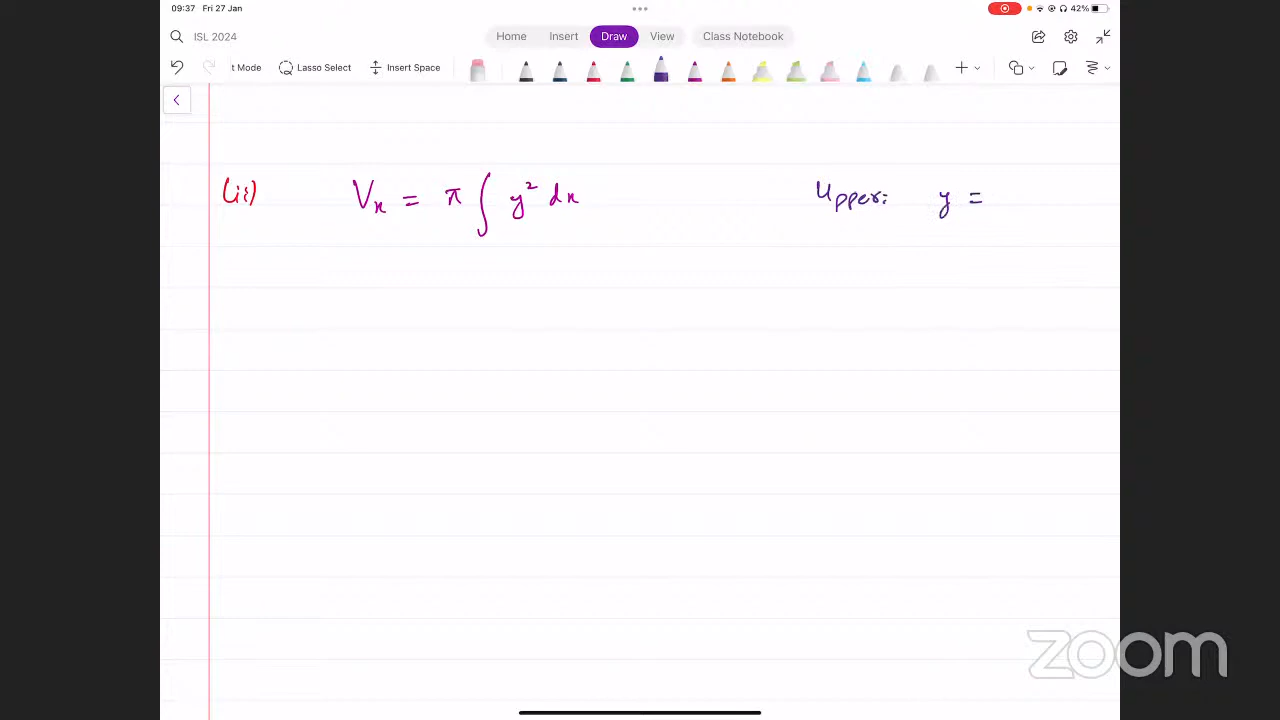 09:37 Fri 27 Jan
42%
ISL 2024
Home Insert Draw View Class Notebook
t Mode Lasso Select Insert Space
(ii) Vx = π ∫ y² dx Upper: y =
zoom